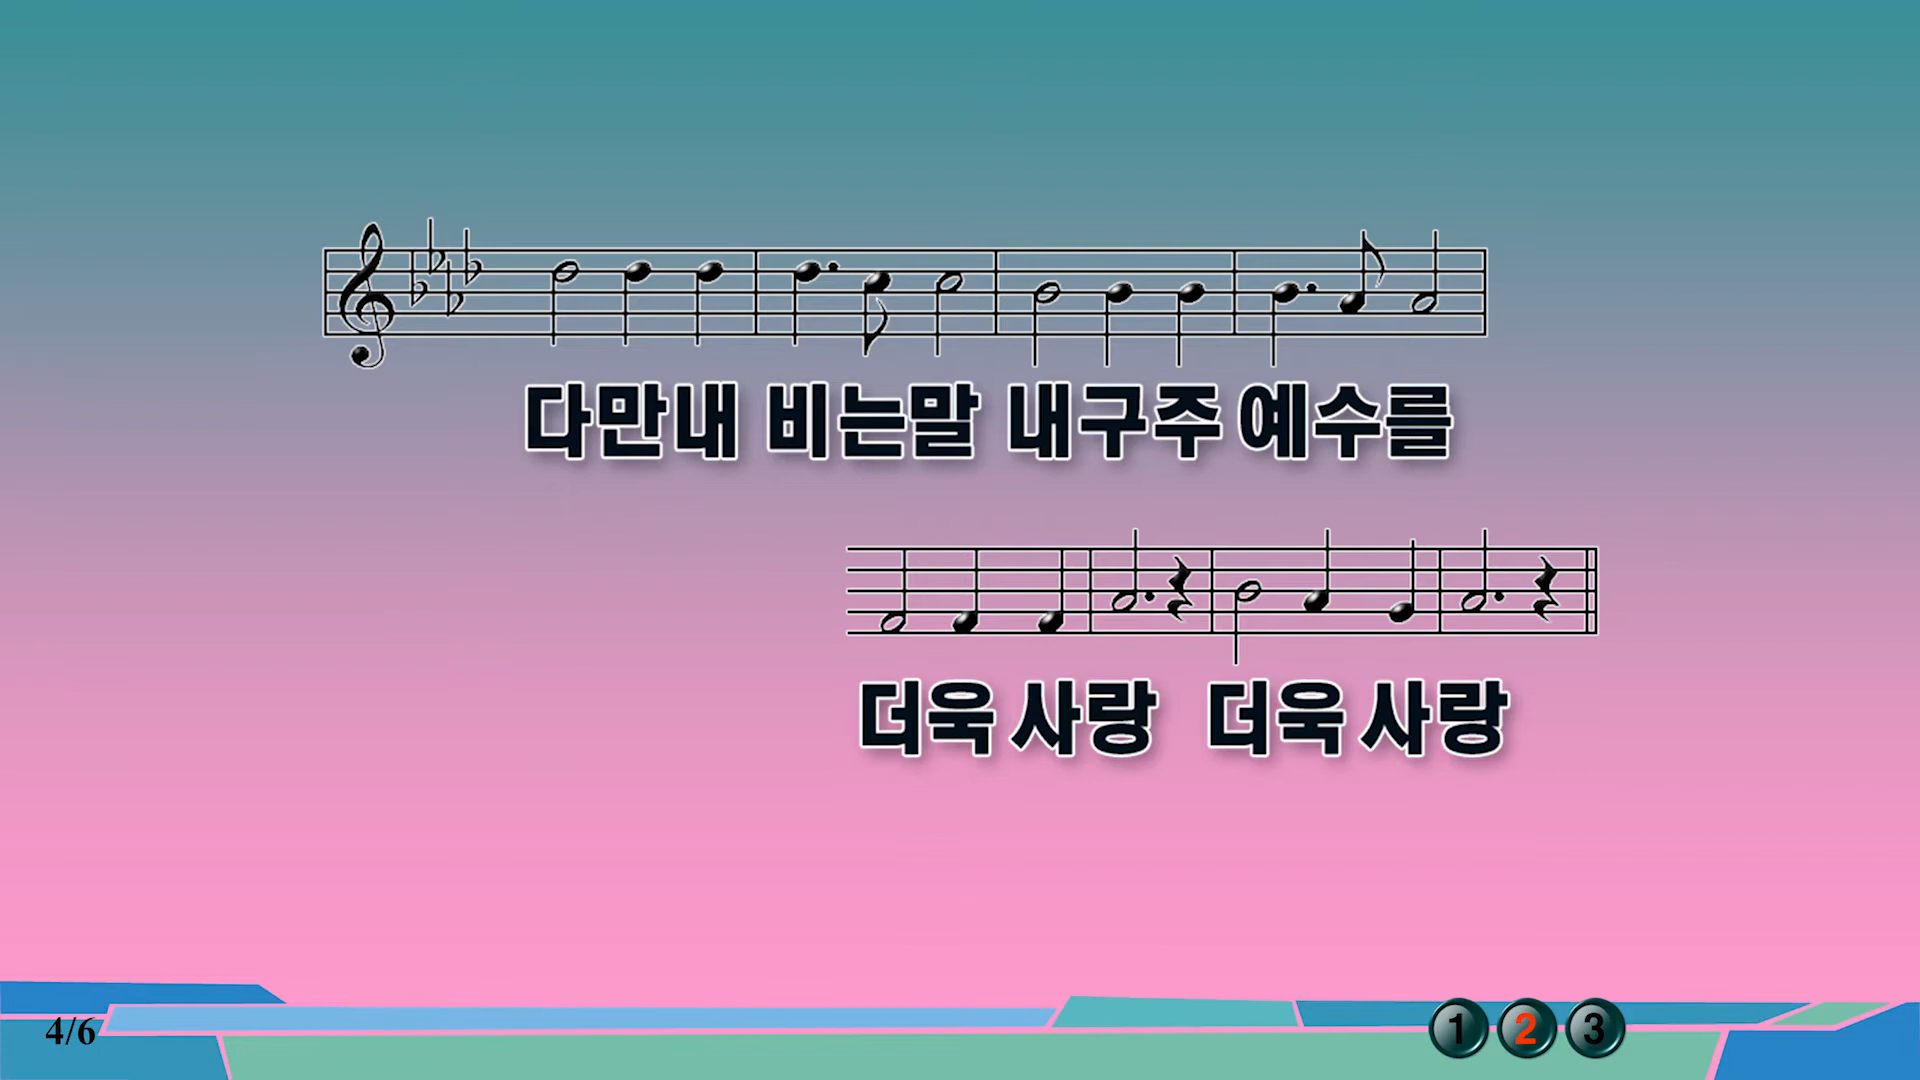 다만내 비는말 내구주 예수를
더욱 사랑 더욱 사랑
4/6
1 2 3